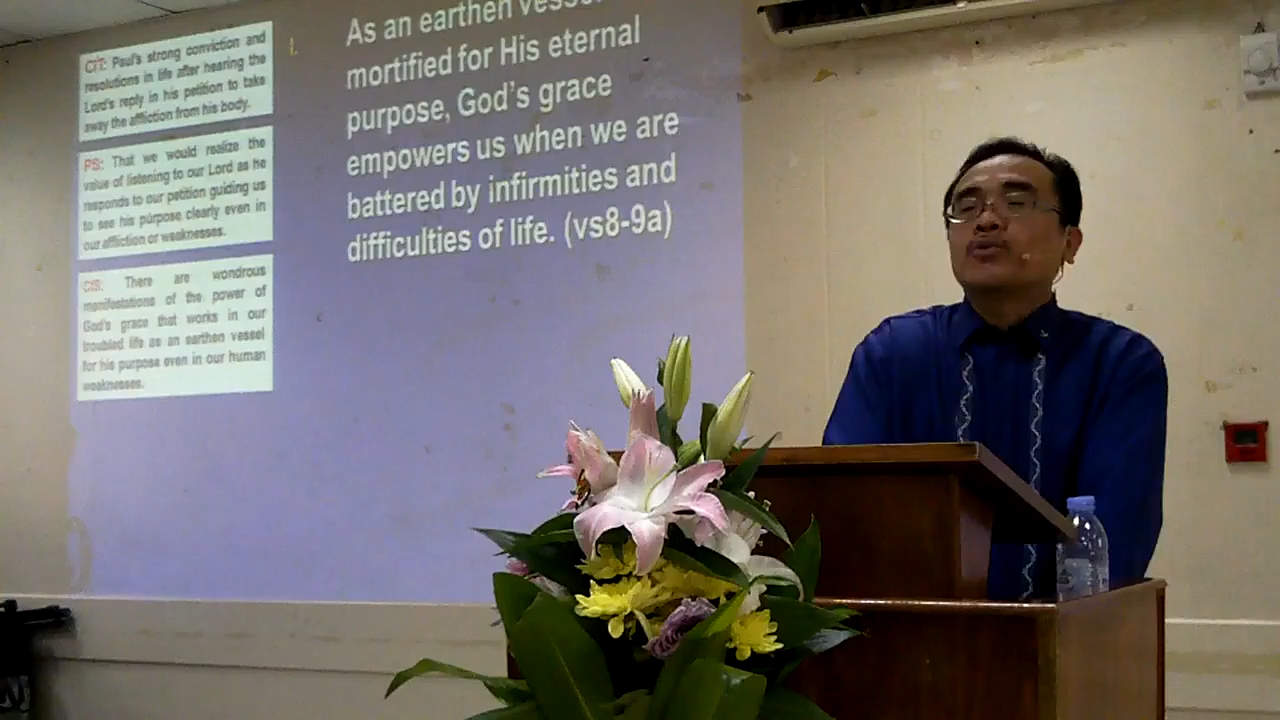 CIT: Paul's strong conviction and
resolutions in life after hearing the
Lord's reply in his petition to take
away the affliction from his body.
PS: That we would realize the
value of listening to our Lord as he
responds to our petition guiding us
to see his purpose clearly even in
our affliction or weaknesses.
CIS: There are wondrous
manifestations of the power of
God's grace that works in our
troubled life as an earthen vessel
for his purpose even in our human
weaknesses.
I.
As an earthen vessel
mortified for His eternal
purpose, God's grace
empowers us when we are
battered by infirmities and
difficulties of life. (vs8-9a)